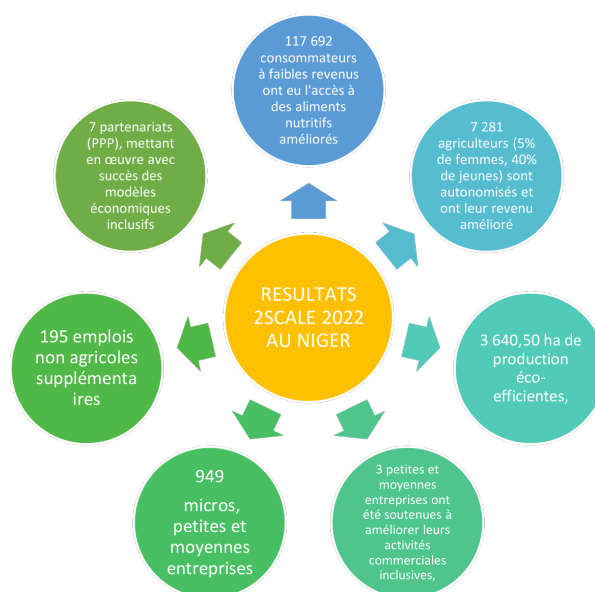 117 692
consommateurs
à faibles revenus
ont eu l'accès à
des aliments
nutritifs
améliorés
7 281
agriculteurs (5%
de femmes, 40%
de jeunes) sont
autonomisés et
ont leur revenu
amélioré
3 640,50 ha de
production
éco-
efficientes,
3 petites et
moyennes
entreprises ont
été soutenues à
améliorer leurs
activités
commerciales
inclusives,
949
micros,
petites et
moyennes
entreprises
195 emplois
non agricoles
supplémenta
ires
7 partenariats
(PPP), mettant
en œuvre avec
succès des
modèles
économiques
inclusifs
RESULTATS
2SCALE 2022
AU NIGER